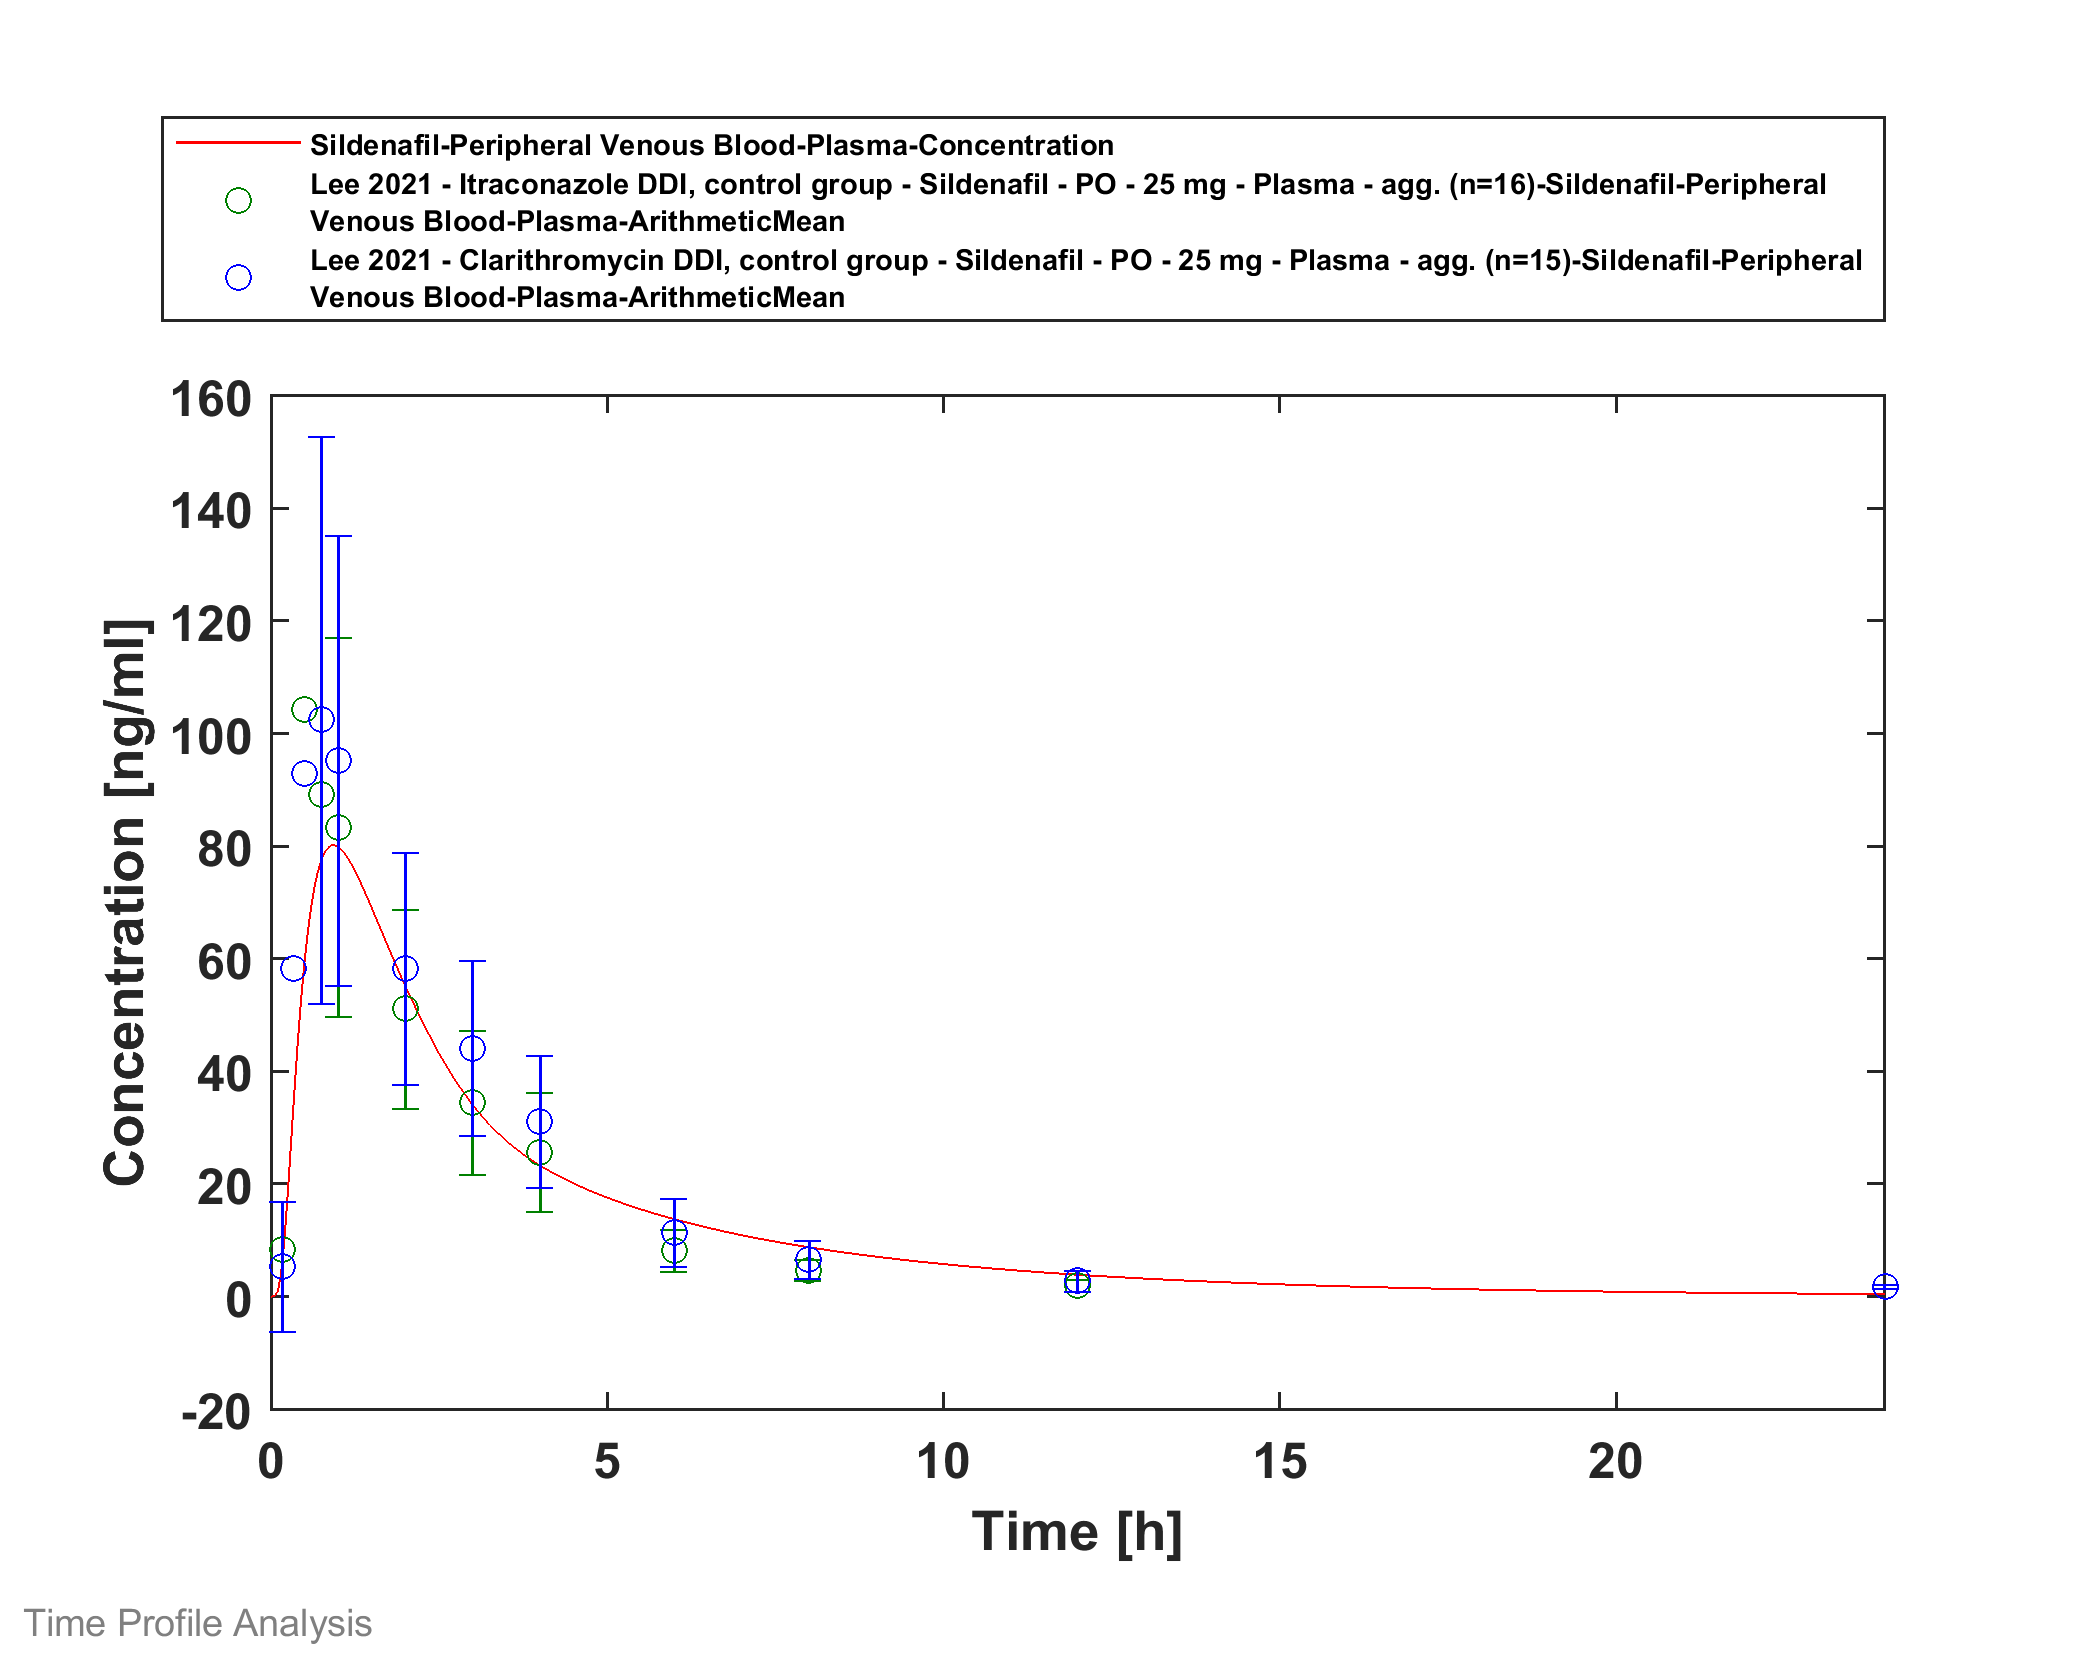 Sildenafil-Peripheral Venous Blood-Plasma-Concentration
Lee 2021 - Itraconazole DDI, control group - Sildenafil - PO - 25 mg - Plasma - agg. (n=16)-Sildenafil-Peripheral
Venous Blood-Plasma-ArithmeticMean
Lee 2021 - Clarithromycin DDI, control group - Sildenafil - PO - 25 mg - Plasma - agg. (n=15)-Sildenafil-Peripheral
Venous Blood-Plasma-ArithmeticMean
160
140
120
100
80
60
40
20
0
-20
Concentration [ng/ml]
0 5 10 15 20
Time [h]
Time Profile Analysis